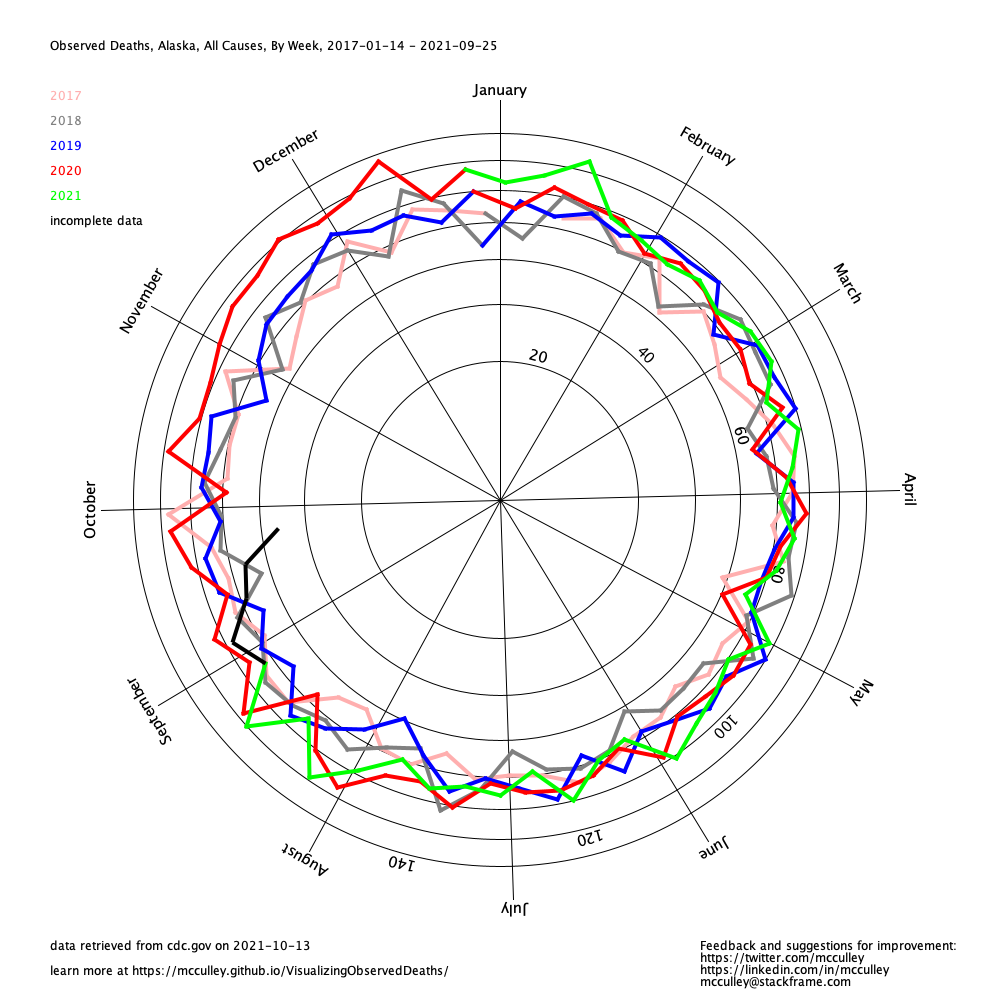 Observed Deaths, Alaska, All Causes, By Week, 2017-01-14 - 2021-09-25
January
2017
2018
2019
2020
2021
incomplete data
December
February
November
March
20
40
60
October
April
80
September
May
100
120
140
August
June
July
data retrieved from cdc.gov on 2021-10-13
learn more at https://mcculley.github.io/VisualizingObservedDeaths/
Feedback and suggestions for improvement:
https://twitter.com/mcculley
https://linkedin.com/in/mcculley
mcculley@stackframe.com